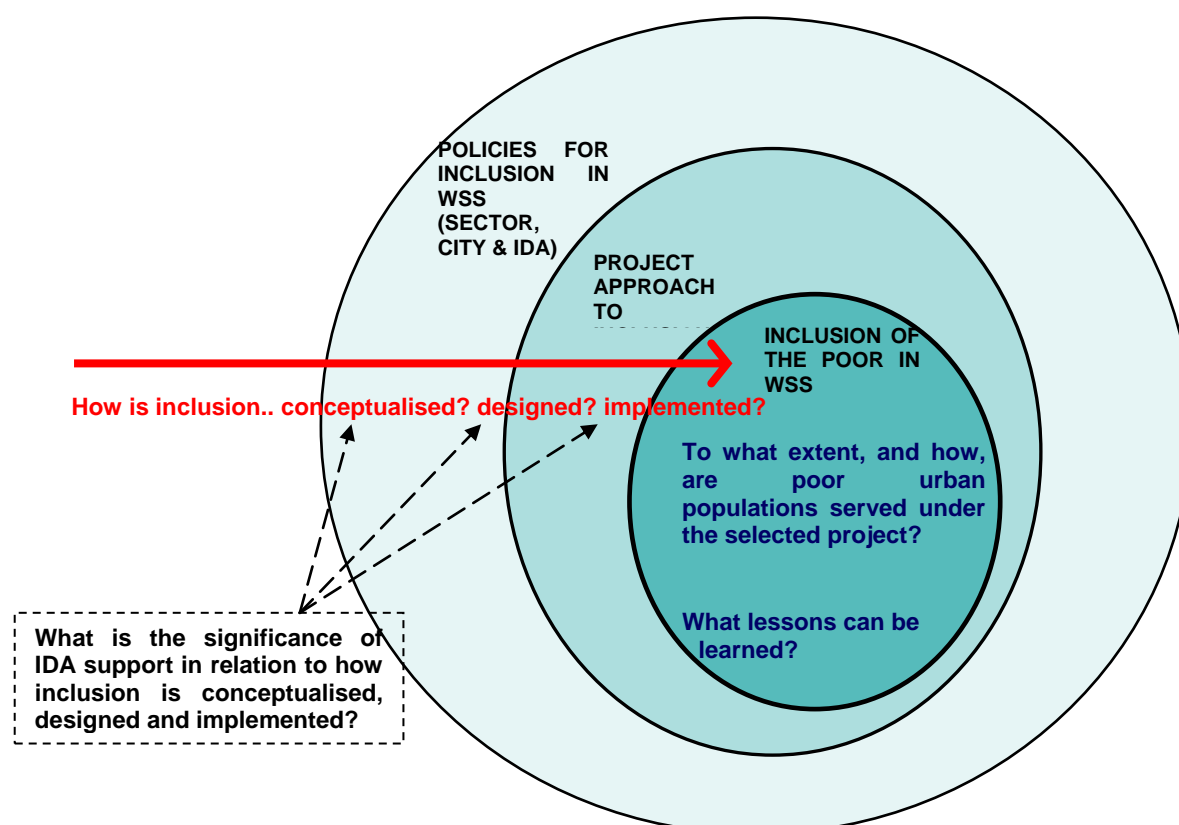 POLICIES FOR
INCLUSION IN
WSS
(SECTOR,
CITY & IDA)
PROJECT
APPROACH
TO
INCLUSION OF
THE POOR IN
WSS
How is inclusion.. conceptualised? designed? implemented?
To what extent, and how,
are poor urban
populations served under
the selected project?
What lessons can be
learned?
What is the significance of
IDA support in relation to how
inclusion is conceptualised,
designed and implemented?